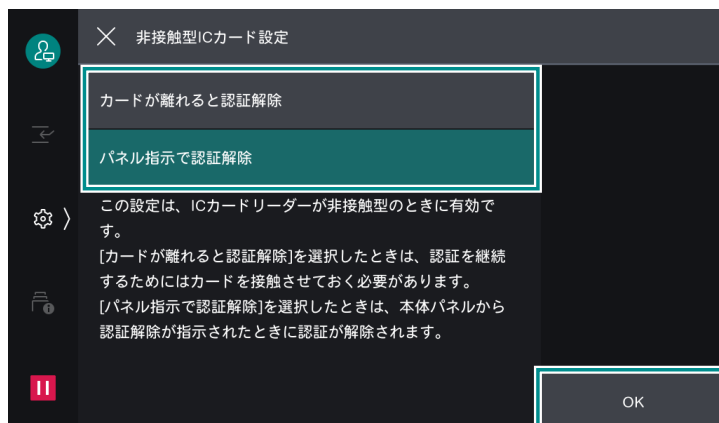 非接触型ICカード設定
カードが離れると認証解除
パネル指示で認証解除
この設定は、ICカードリーダーが非接触型のときに有効で
す。
[カードが離れると認証解除]を選択したときは、認証を継続
するためにはカードを接触させておく必要があります。
[パネル指示で認証解除]を選択したときは、本体パネルから
認証解除が指示されたときに認証が解除されます。
OK